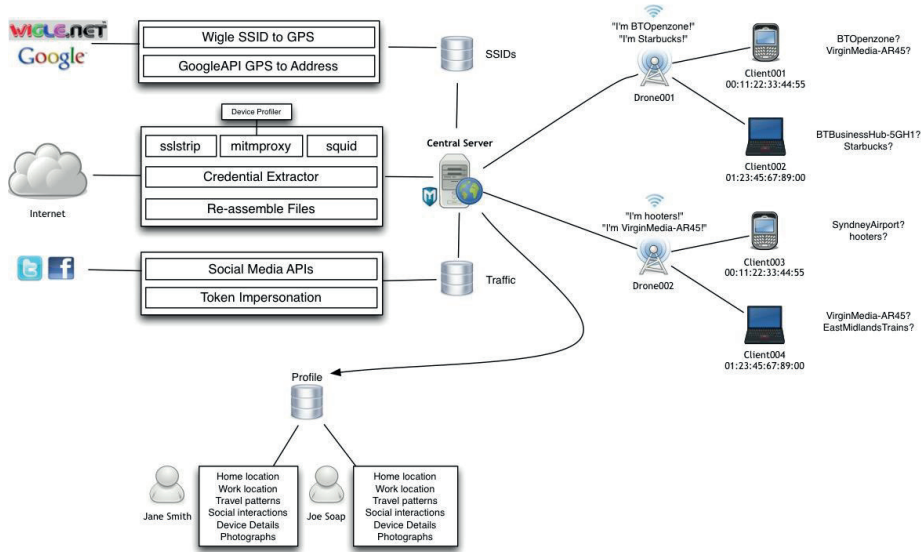 WIGLE.NET
Google
Wigle SSID to GPS
GoogleAPI GPS to Address
SSIDs
Device Profiler
sslstrip
mitmproxy
squid
Credential Extractor
Re-assemble Files
Internet
Central Server
Social Media APIs
Token Impersonation
Traffic
"I'm BTOpenzone!"
"I'm Starbucks!"
Drone001
Client001
00:11:22:33:44:55
BTOpenzone?
VirginMedia-AR45?
Client002
01:23:45:67:89:00
BTBusinessHub-5GH1?
Starbucks?
"I'm hooters!"
"I'm VirginMedia-AR45!"
Drone002
Client003
00:11:22:33:44:55
SyndneyAirport?
hooters?
Client004
01:23:45:67:89:00
VirginMedia-AR45?
EastMidlandsTrains?
Profile
Jane Smith
Home location
Work location
Travel patterns
Social interactions
Device Details
Photographs
Joe Soap
Home location
Work location
Travel patterns
Social interactions
Device Details
Photographs